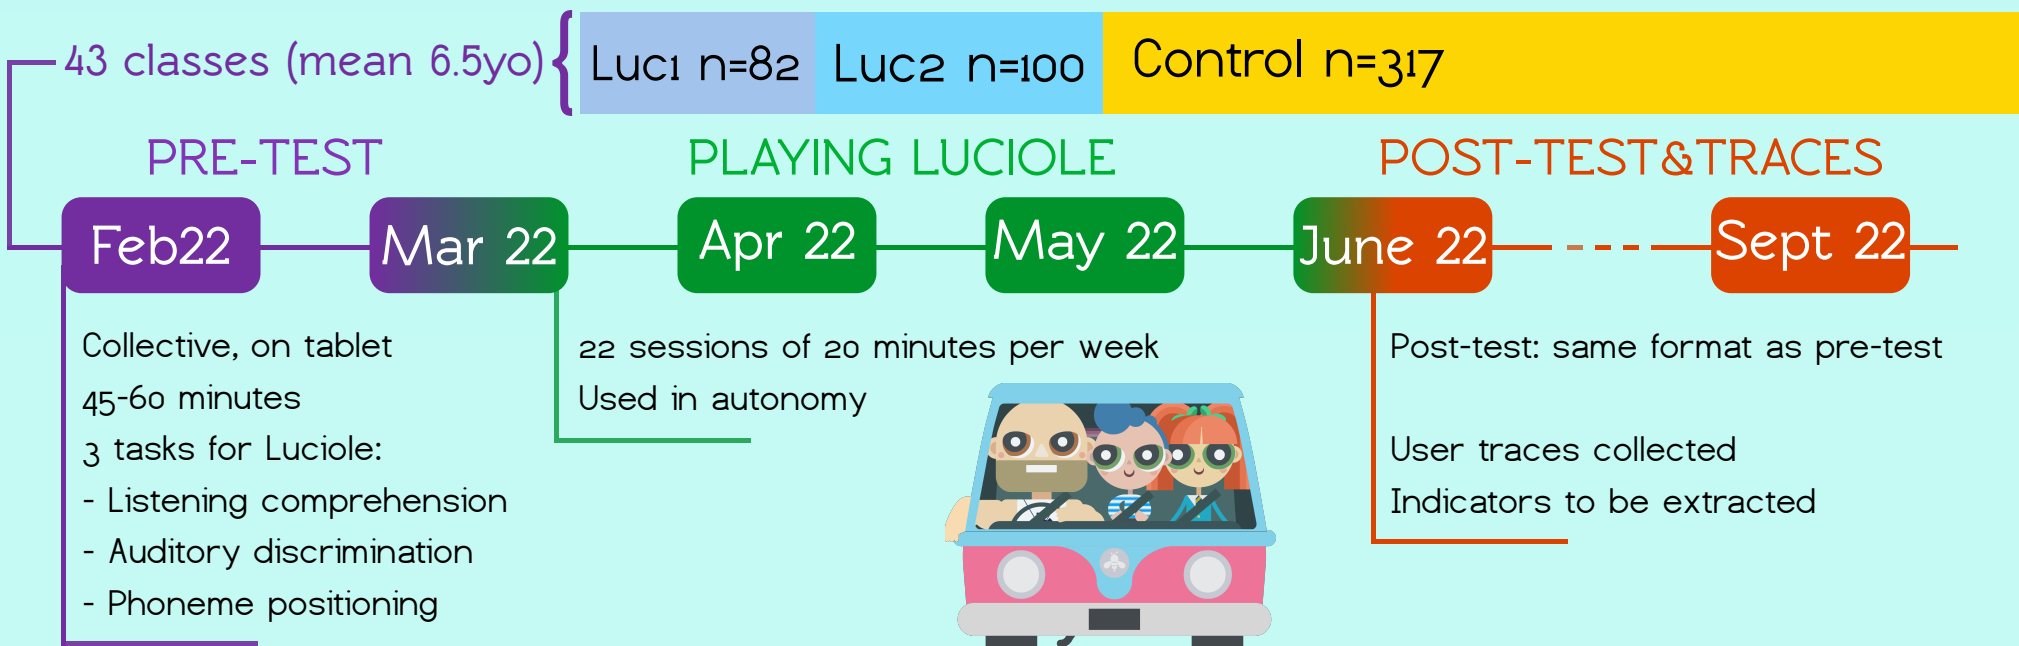 43 classes (mean 6.5yo)
Luc1 n=82
Luc2 n=100
Control n=317
PRE-TEST
PLAYING LUCIOLE
POST-TEST&TRACES
Feb22
Mar 22
Apr 22
May 22
June 22
Sept 22
Collective, on tablet
45-60 minutes
3 tasks for Luciole:
- Listening comprehension
- Auditory discrimination
- Phoneme positioning
22 sessions of 20 minutes per week
Used in autonomy
Post-test: same format as pre-test
User traces collected
Indicators to be extracted